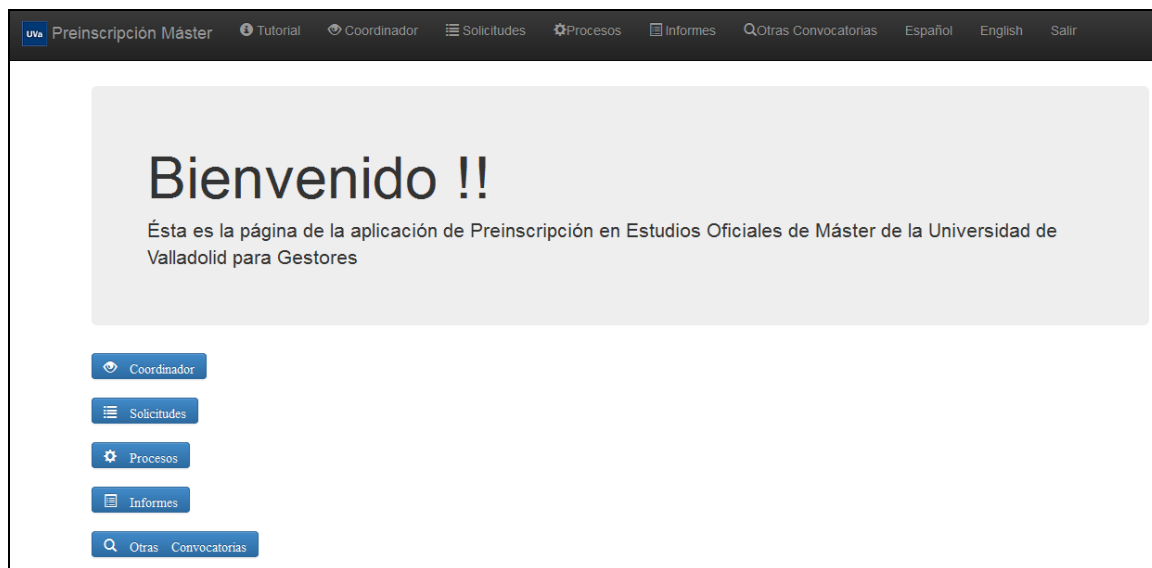 UVa Preinscripción Máster Tutorial Coordinador Solicitudes Procesos Informes Otras Convocatorias Español English Salir
Bienvenido !!
Ésta es la página de la aplicación de Preinscripción en Estudios Oficiales de Máster de la Universidad de
Valladolid para Gestores
Coordinador
Solicitudes
Procesos
Informes
Otras Convocatorias